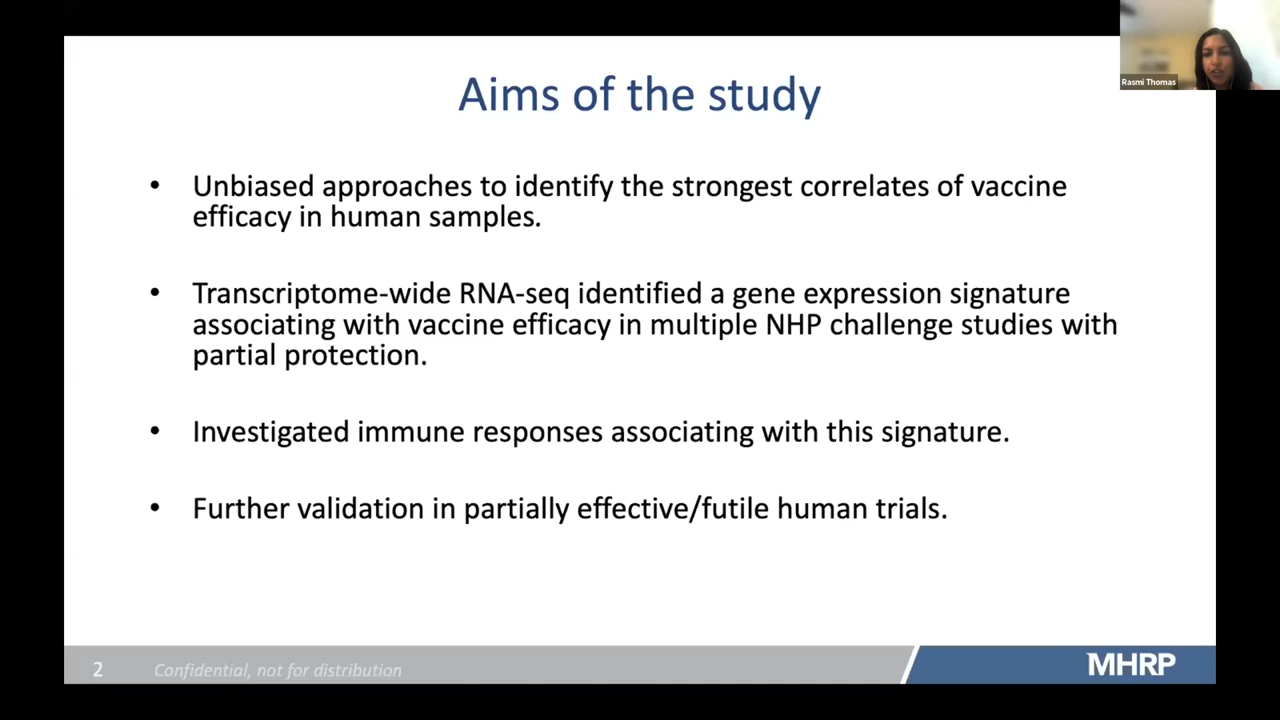 Rasmi Thomas
Aims of the study
• Unbiased approaches to identify the strongest correlates of vaccine
efficacy in human samples.
• Transcriptome-wide RNA-seq identified a gene expression signature
associating with vaccine efficacy in multiple NHP challenge studies with
partial protection.
• Investigated immune responses associating with this signature.
• Further validation in partially effective/futile human trials.
2
Confidential, not for distribution
MHRP